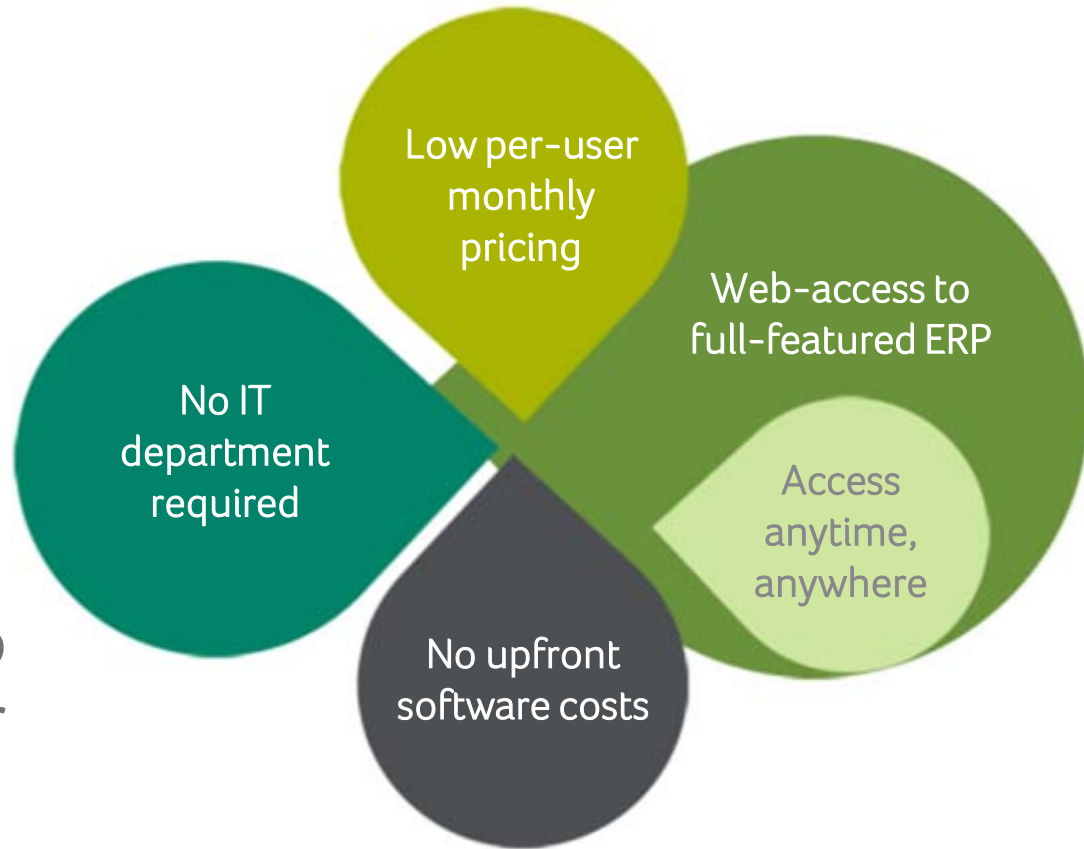 Low per-user
monthly
pricing
Web-access to
full-featured ERP
No IT
department
required
Access
anytime,
anywhere
No upfront
software costs